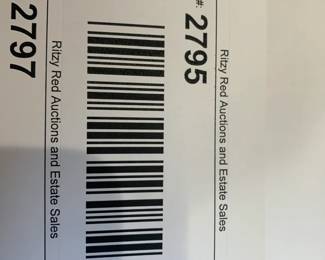 Ritzy Red Auctions and Estate Sales
#: 2795
Ritzy Red Auctions and Estate Sales
2797